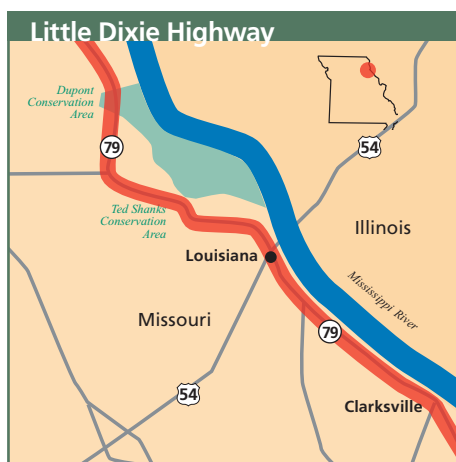 Little Dixie Highway
Dupont
Conservation
Area
79
54
Ted Shanks
Conservation
Area
Illinois
Louisiana
Mississippi River
Missouri
79
54
Clarksville